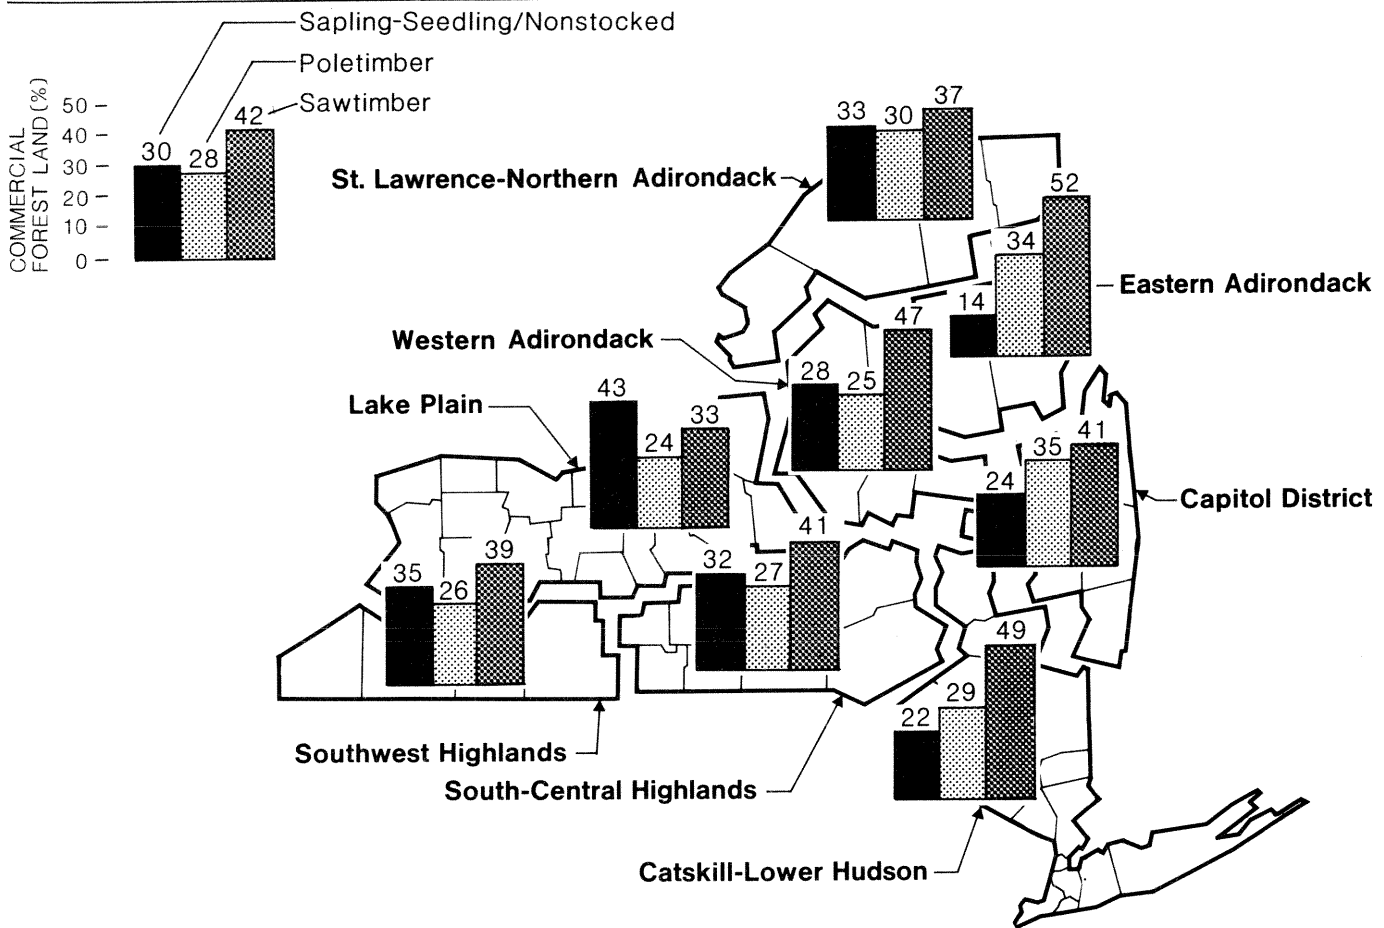 Sapling-Seedling/Nonstocked
Poletimber
Sawtimber
COMMERCIAL
FOREST LAND (%)
50
40
30
20
10
0
30 28 42
St. Lawrence-Northern Adirondack
33 30 37
Eastern Adirondack
14 34 52
Western Adirondack
28 25 47
Lake Plain
43 24 33
Capitol District
24 35 41
35 26 39
Southwest Highlands
32 27 41
South-Central Highlands
22 29 49
Catskill-Lower Hudson